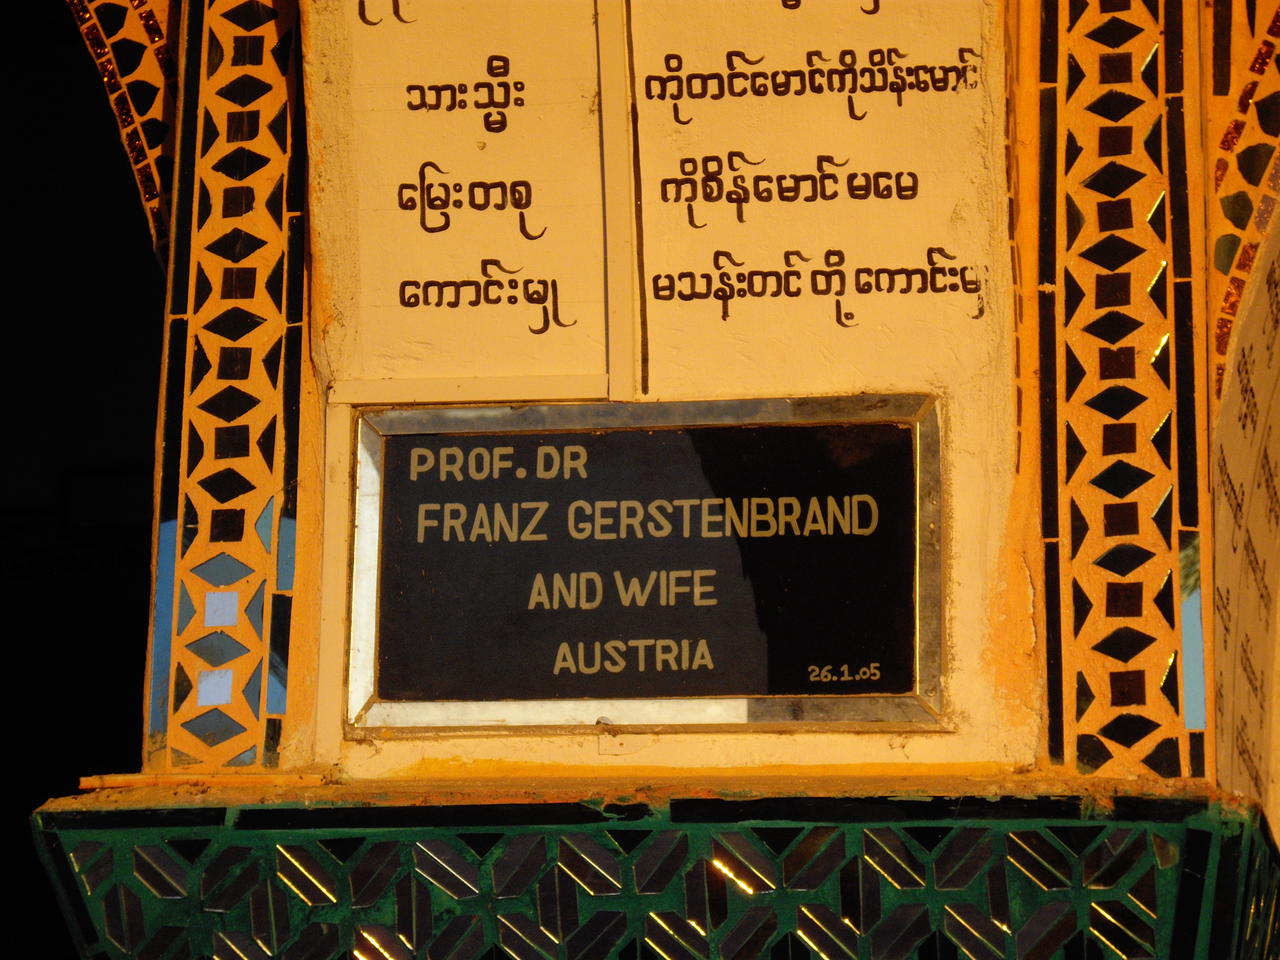 သားသ္မီး
ကိုတင်မောင်ကိုသိန်းမောင်
မြေးတစု
ကိုစိန်မောင် မမေ
ကောင်းမှု
မသန်းတင် တို့ ကောင်းမှု
PROF. DR
FRANZ GERSTENBRAND
AND WIFE
AUSTRIA
26.1.05